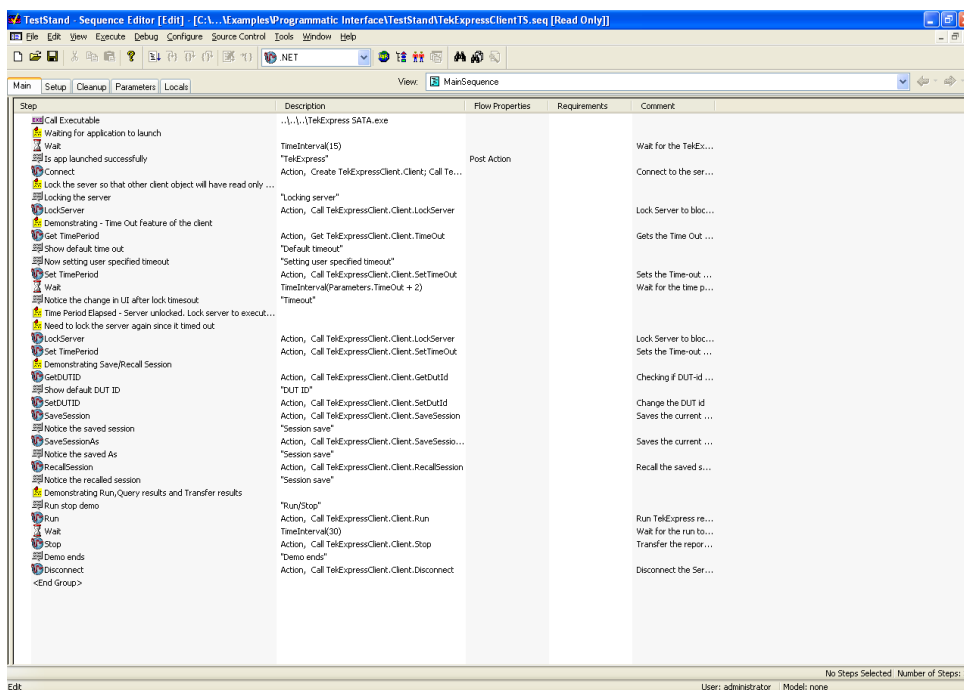 TestStand - Sequence Editor [Edit] - [C:\...\Examples\Programmatic Interface\TestStand\TekExpressClientTS.seq [Read Only]]
File Edit View Execute Debug Configure Source Control Tools Window Help
.NET
Main Setup Cleanup Parameters Locals View: MainSequence
Step Description Flow Properties Requirements Comment
Call Executable ..\..\..\TekExpress SATA.exe
Waiting for application to launch
Wait TimeInterval(15) Wait for the TekEx...
Is app launched successfully "TekExpress" Post Action
Connect Action, Create TekExpressClient.Client; Call Te... Connect to the ser...
Lock the sever so that other client object will have read only ...
Locking the server "Locking server"
LockServer Action, Call TekExpressClient.Client.LockServer Lock Server to bloc...
Demonstrating - Time Out feature of the client
Get TimePeriod Action, Get TekExpressClient.Client.TimeOut Gets the Time Out ...
Show default time out "Default timeout"
Now setting user specified timeout "Setting user specified timeout"
Set TimePeriod Action, Call TekExpressClient.Client.SetTimeOut Sets the Time-out ...
Wait TimeInterval(Parameters.TimeOut + 2) Wait for the time p...
Notice the change in UI after lock timesout "Timeout"
Time Period Elapsed - Server unlocked. Lock server to execut...
Need to lock the server again since it timed out
LockServer Action, Call TekExpressClient.Client.LockServer Lock Server to bloc...
Set TimePeriod Action, Call TekExpressClient.Client.SetTimeOut Sets the Time-out ...
Demonstrating Save/Recall Session
GetDUTID Action, Call TekExpressClient.Client.GetDutId Checking if DUT-id ...
Show default DUT ID "DUT ID"
SetDUTID Action, Call TekExpressClient.Client.SetDutId Change the DUT id
SaveSession Action, Call TekExpressClient.Client.SaveSession Saves the current ...
Notice the saved session "Session save"
SaveSessionAs Action, Call TekExpressClient.Client.SaveSessio... Saves the current ...
Notice the saved As "Session save"
RecallSession Action, Call TekExpressClient.Client.RecallSession Recall the saved s...
Notice the recalled session "Session save"
Demonstrating Run,Query results and Transfer results
Run stop demo "Run/Stop"
Run Action, Call TekExpressClient.Client.Run Run TekExpress re...
Wait TimeInterval(30) Wait for the run to...
Stop Action, Call TekExpressClient.Client.Stop Transfer the repor...
Demo ends "Demo ends"
Disconnect Action, Call TekExpressClient.Client.Disconnect Disconnect the Ser...
<End Group>
No Steps Selected Number of Steps:
Edit User: administrator Model: none